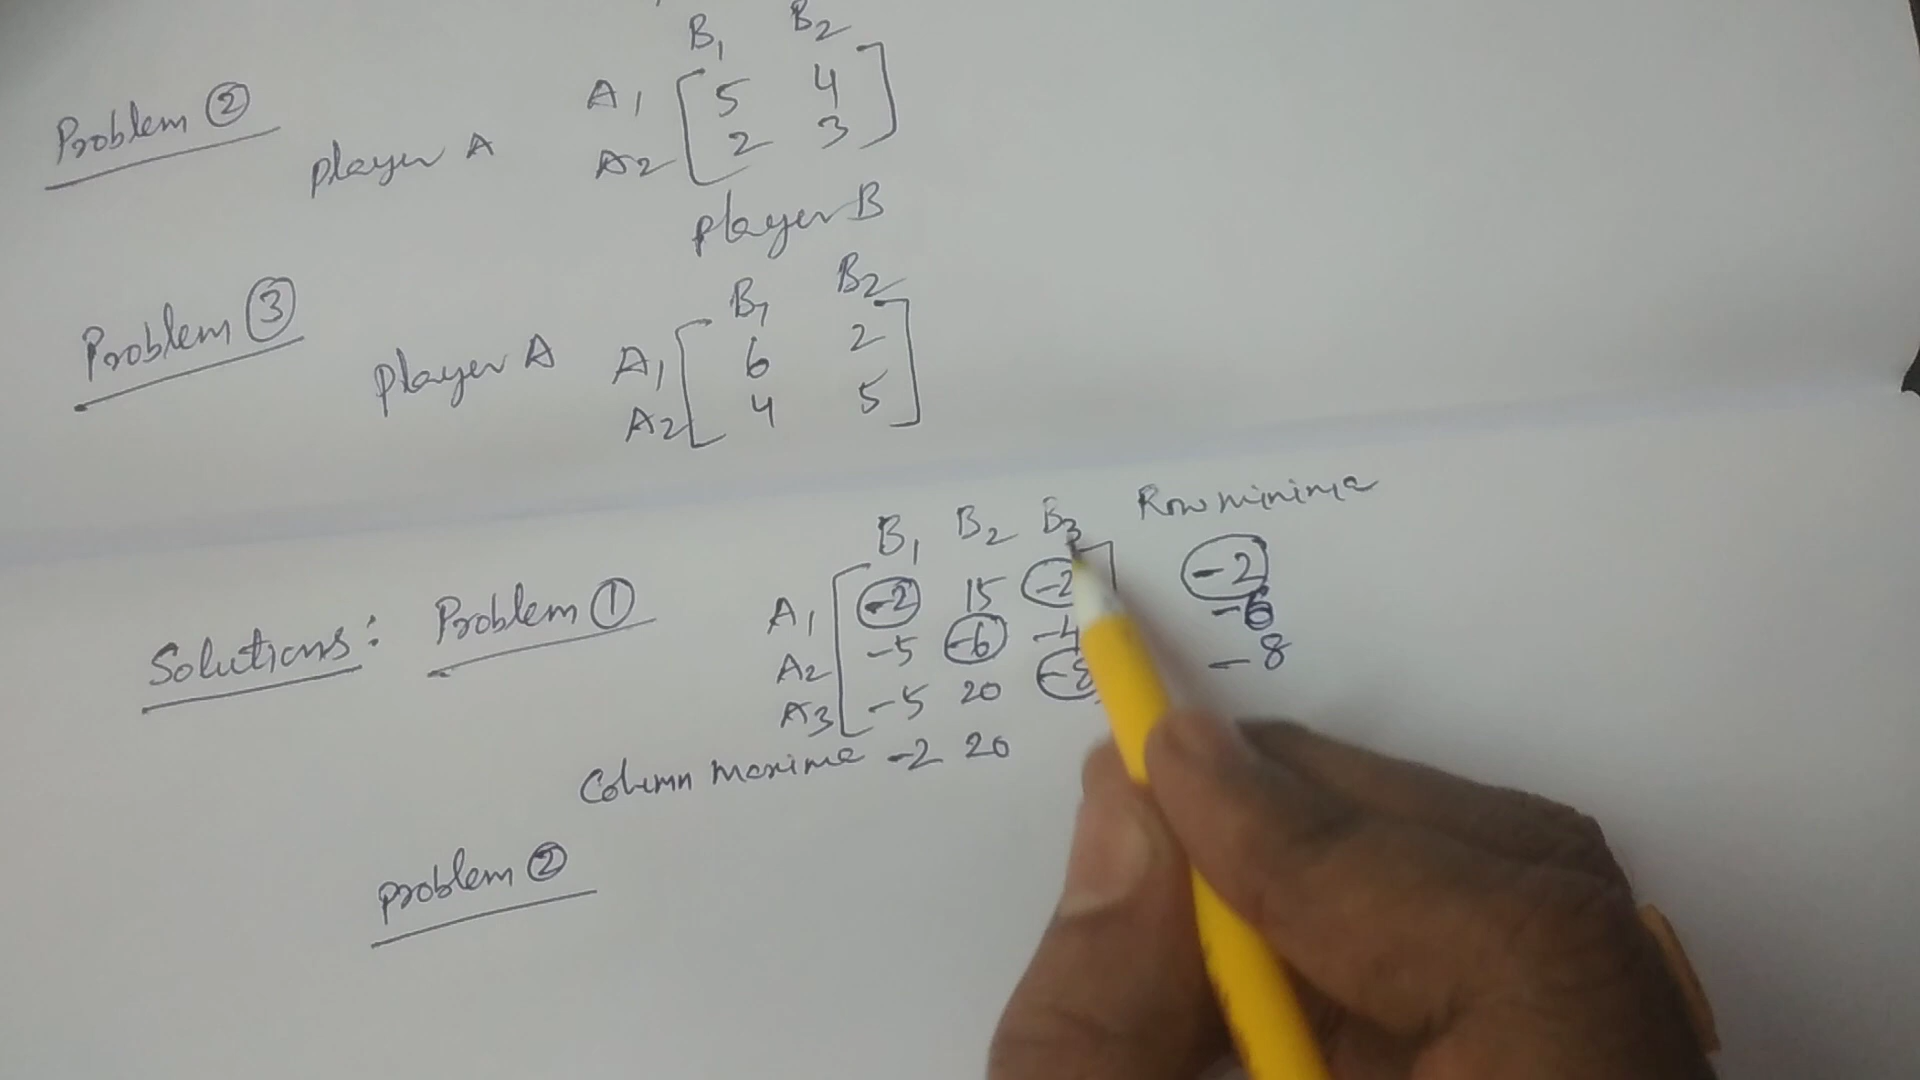 B1 B2
Problem ② Player A A1 5 4
A2 2 3
Player B
B1 B2
Problem ③ Player A A1 6 2
A2 4 5
B1 B2 B3 Row minima
Solutions: Problem ① A1 -2 15 -2 -2
A2 -5 -6 -4 -6
A3 -5 20 -8 -8
Column maxima -2 20
Problem ②